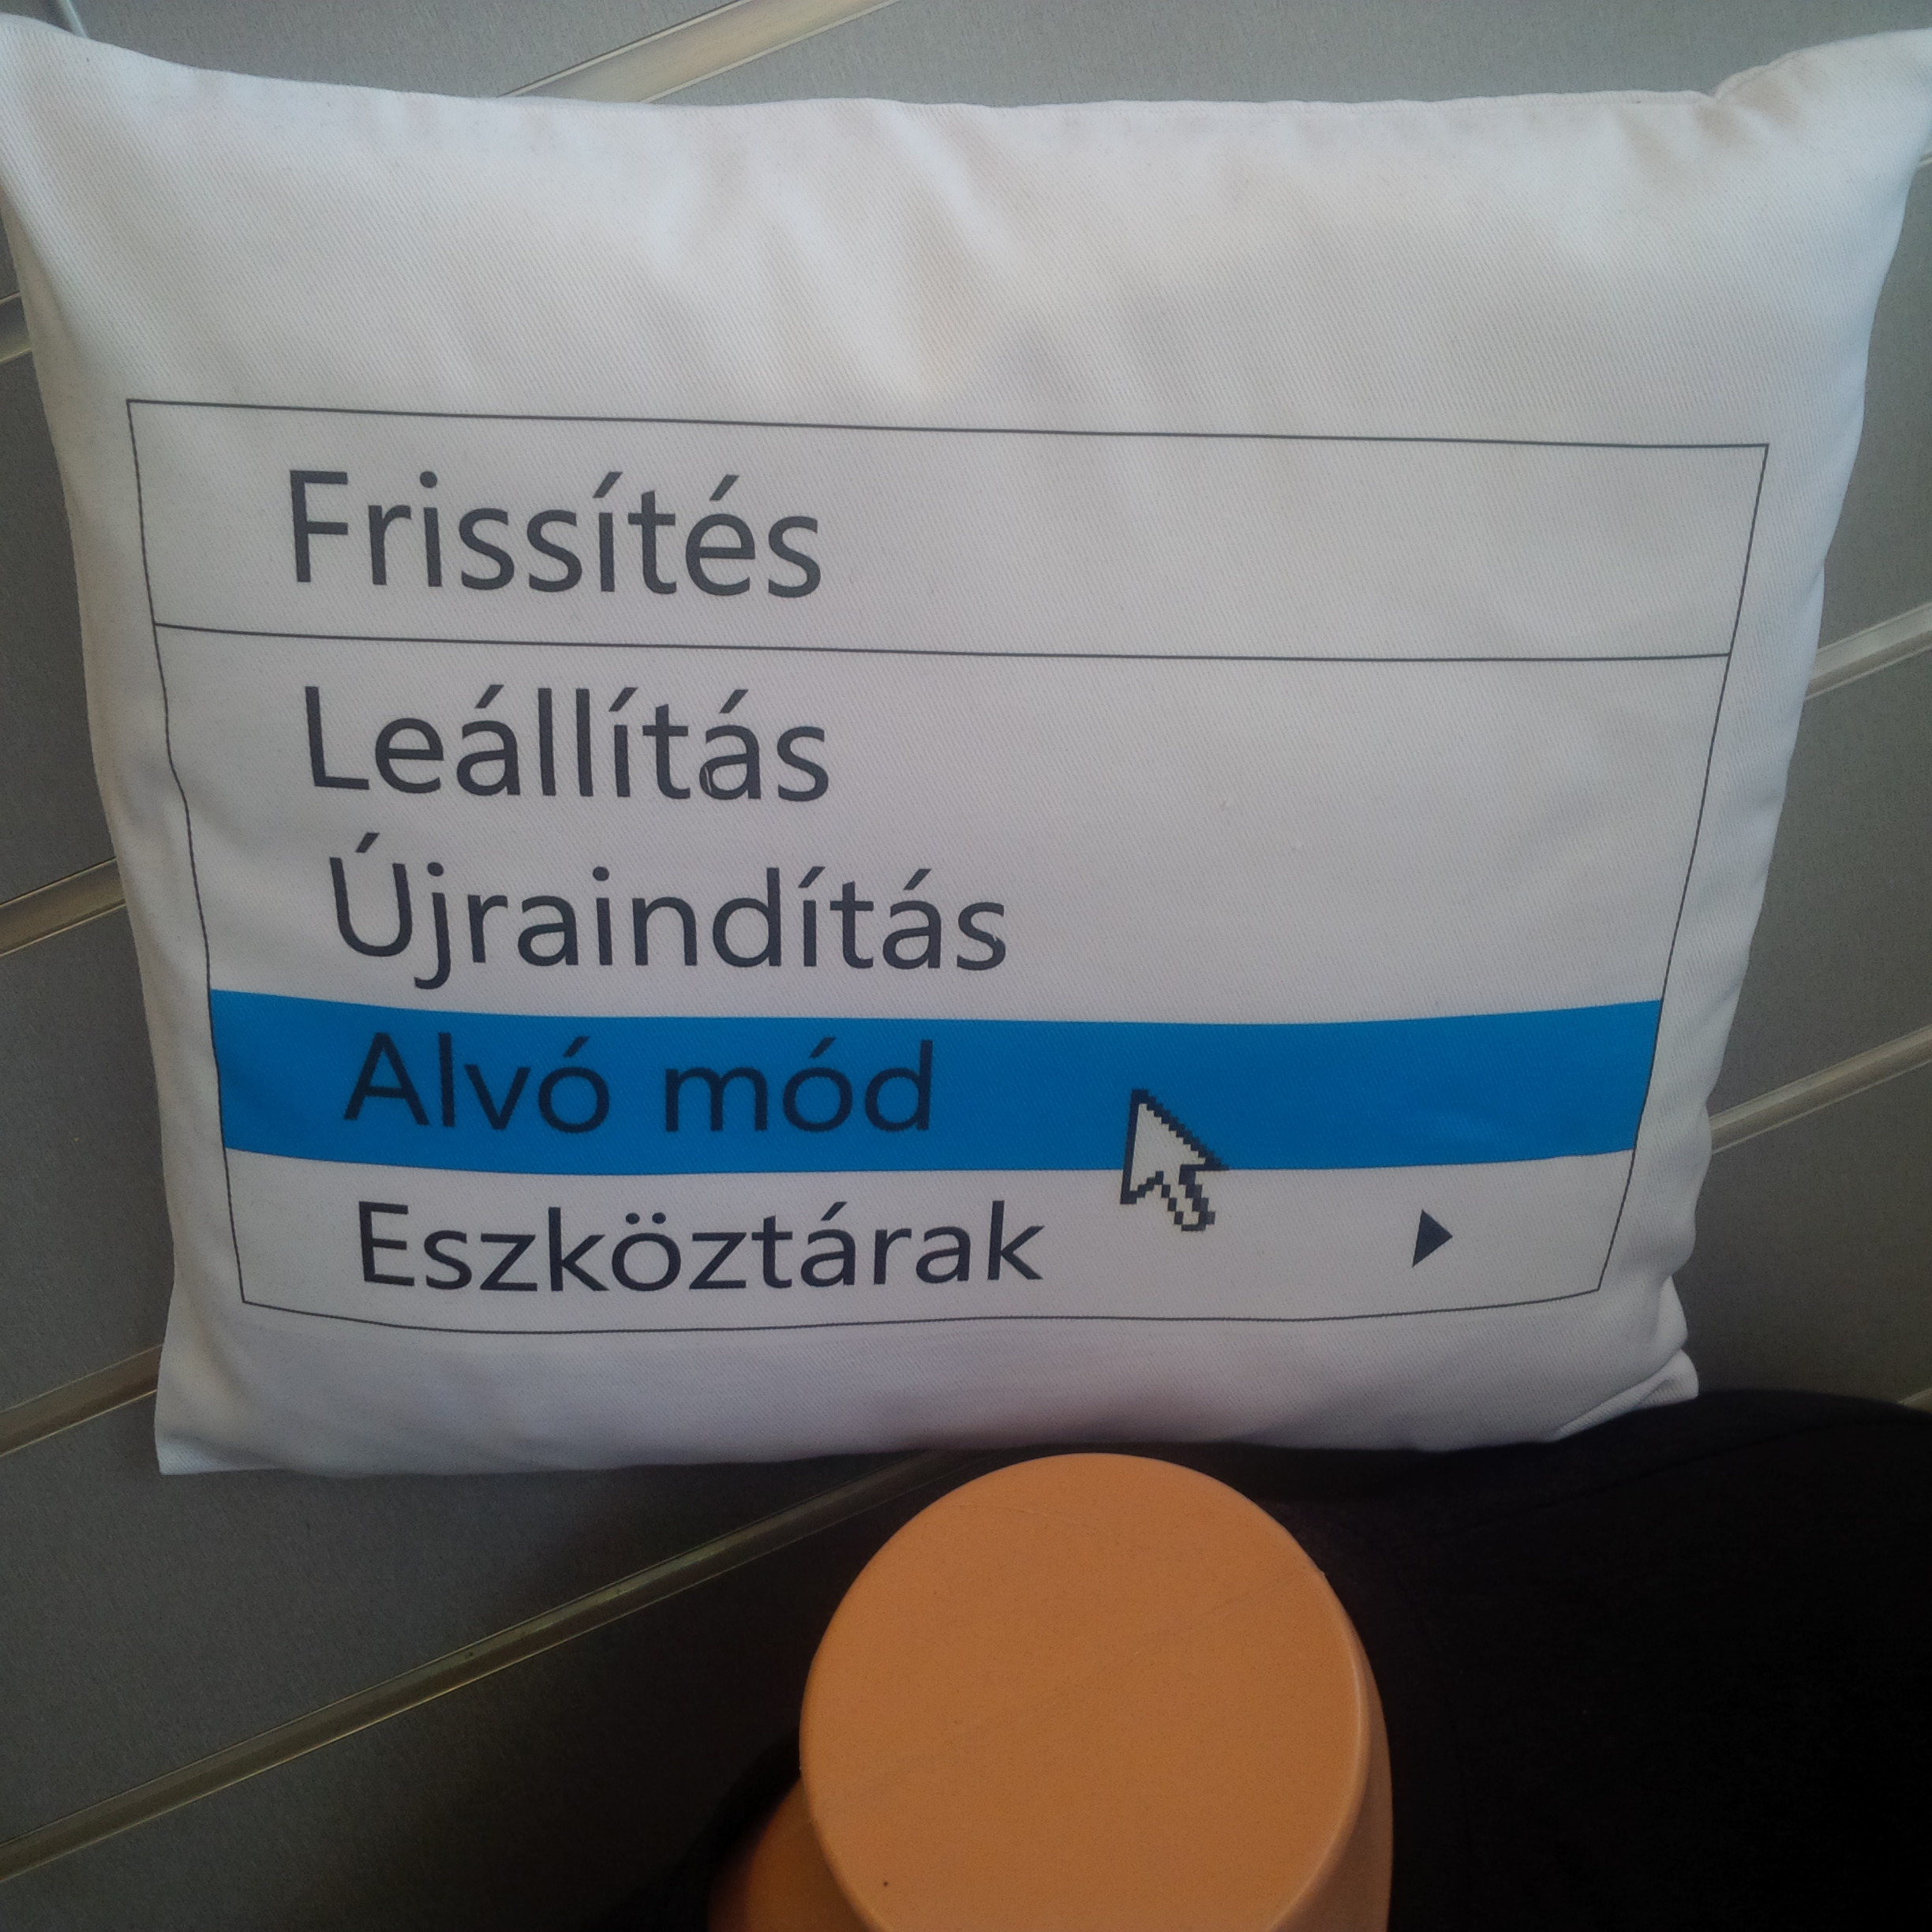 Frissítés
Leállítás
Újraindítás
Alvó mód
Eszköztárak